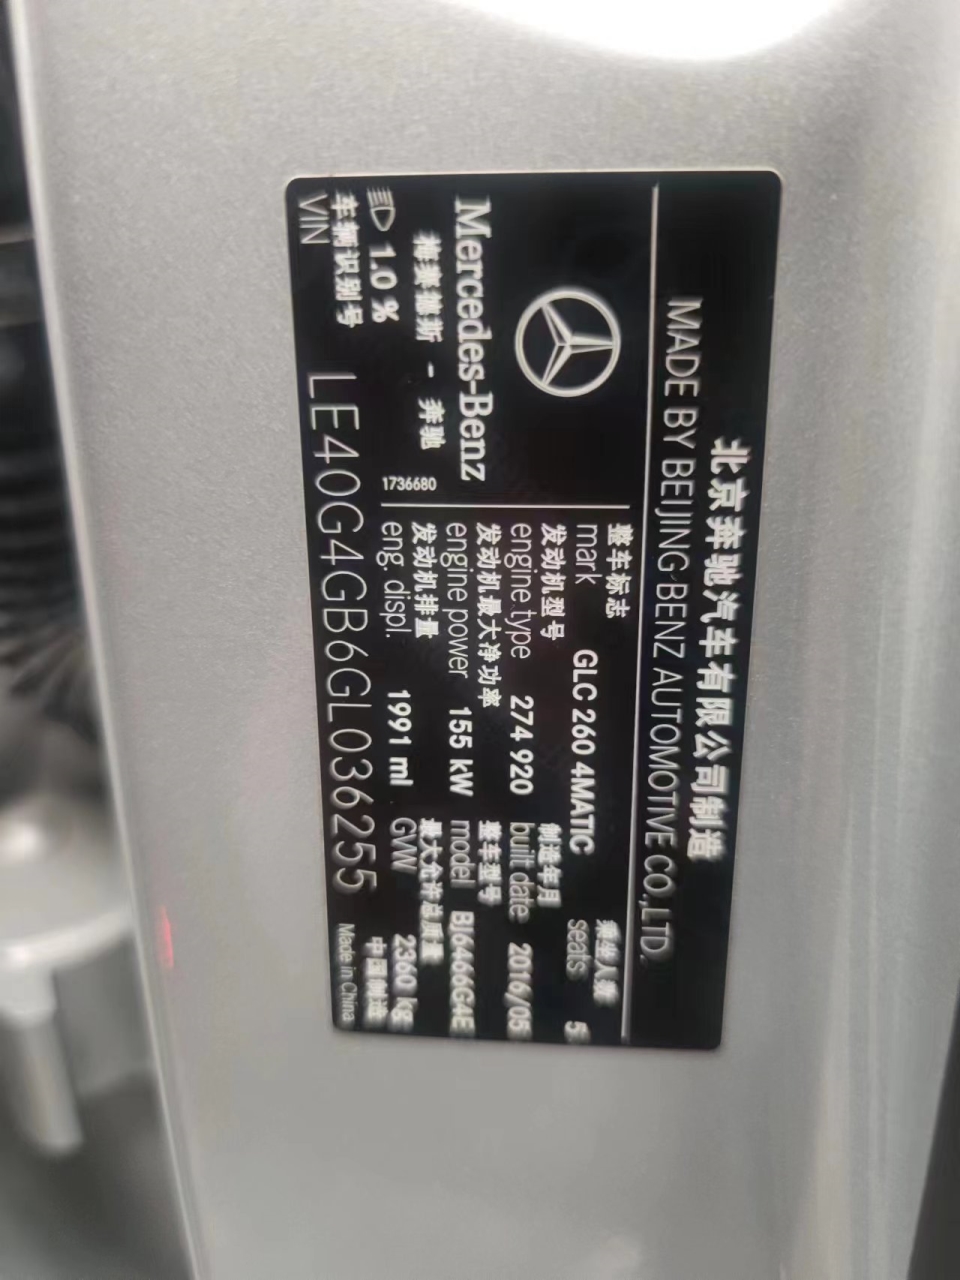 北京奔驰汽车有限公司制造
MADE BY BEIJING BENZ AUTOMOTIVE CO.,LTD.
Mercedes-Benz
梅赛德斯 - 奔驰
1.0 %
1736680
整车标志
mark GLC 260 4MATIC
乘坐人数
seats 5
发动机型号
engine type 274 920
制造年月
built date 2016/05
发动机最大净功率
engine power 155 kW
整车型号
model BJ6466G4E
发动机排量
eng. displ. 1991 ml
最大允许总质量
GVW 2360 kg
车辆识别号
VIN LE40G4GB6GL036255
中国制造
Made in China